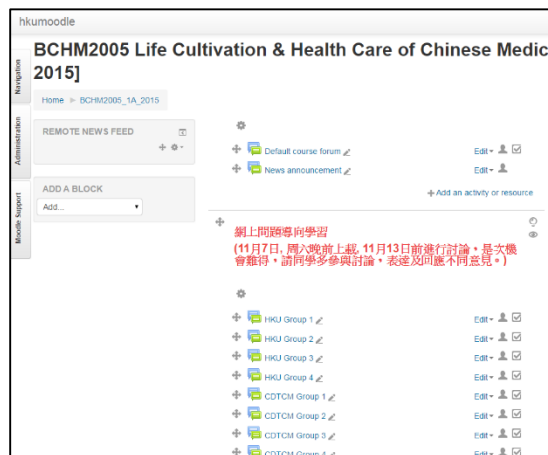 hkumoodle
BCHM2005 Life Cultivation & Health Care of Chinese Medic
2015]
Navigation
Home ► BCHM2005_1A_2015
Administration
REMOTE NEWS FEED
Default course forum Edit
News announcement Edit
+ Add an activity or resource
ADD A BLOCK
Add...
Moodle Support
網上問題導向學習
(11月7日, 周六晚前上載, 11月13日前進行討論，是次機
會難得，請同學多參與討論，表達及回應不同意見。)
HKU Group 1 Edit
HKU Group 2 Edit
HKU Group 3 Edit
HKU Group 4 Edit
CDTCM Group 1 Edit
CDTCM Group 2 Edit
CDTCM Group 3 Edit
CDTCM Group 4 Edit